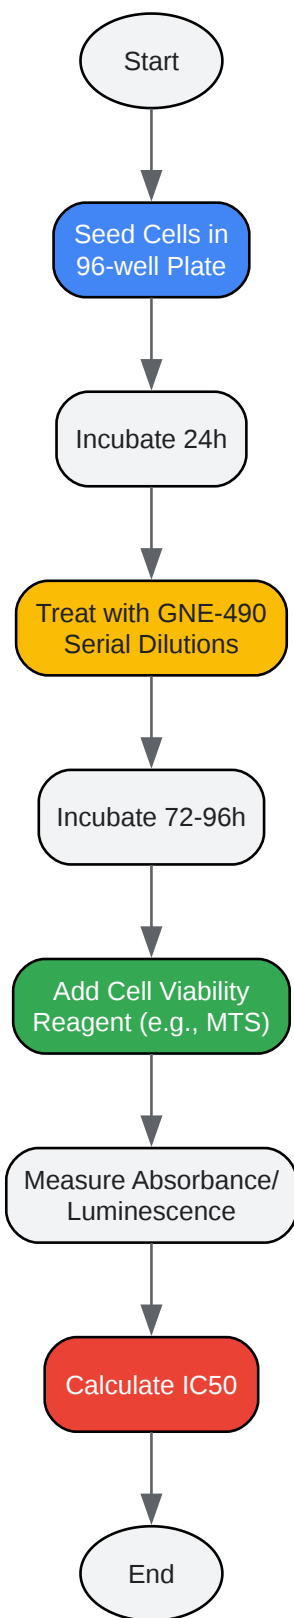 Start
Seed Cells in
96-well Plate
Incubate 24h
Treat with GNE-490
Serial Dilutions
Incubate 72-96h
Add Cell Viability
Reagent (e.g., MTS)
Measure Absorbance/
Luminescence
Calculate IC50
End